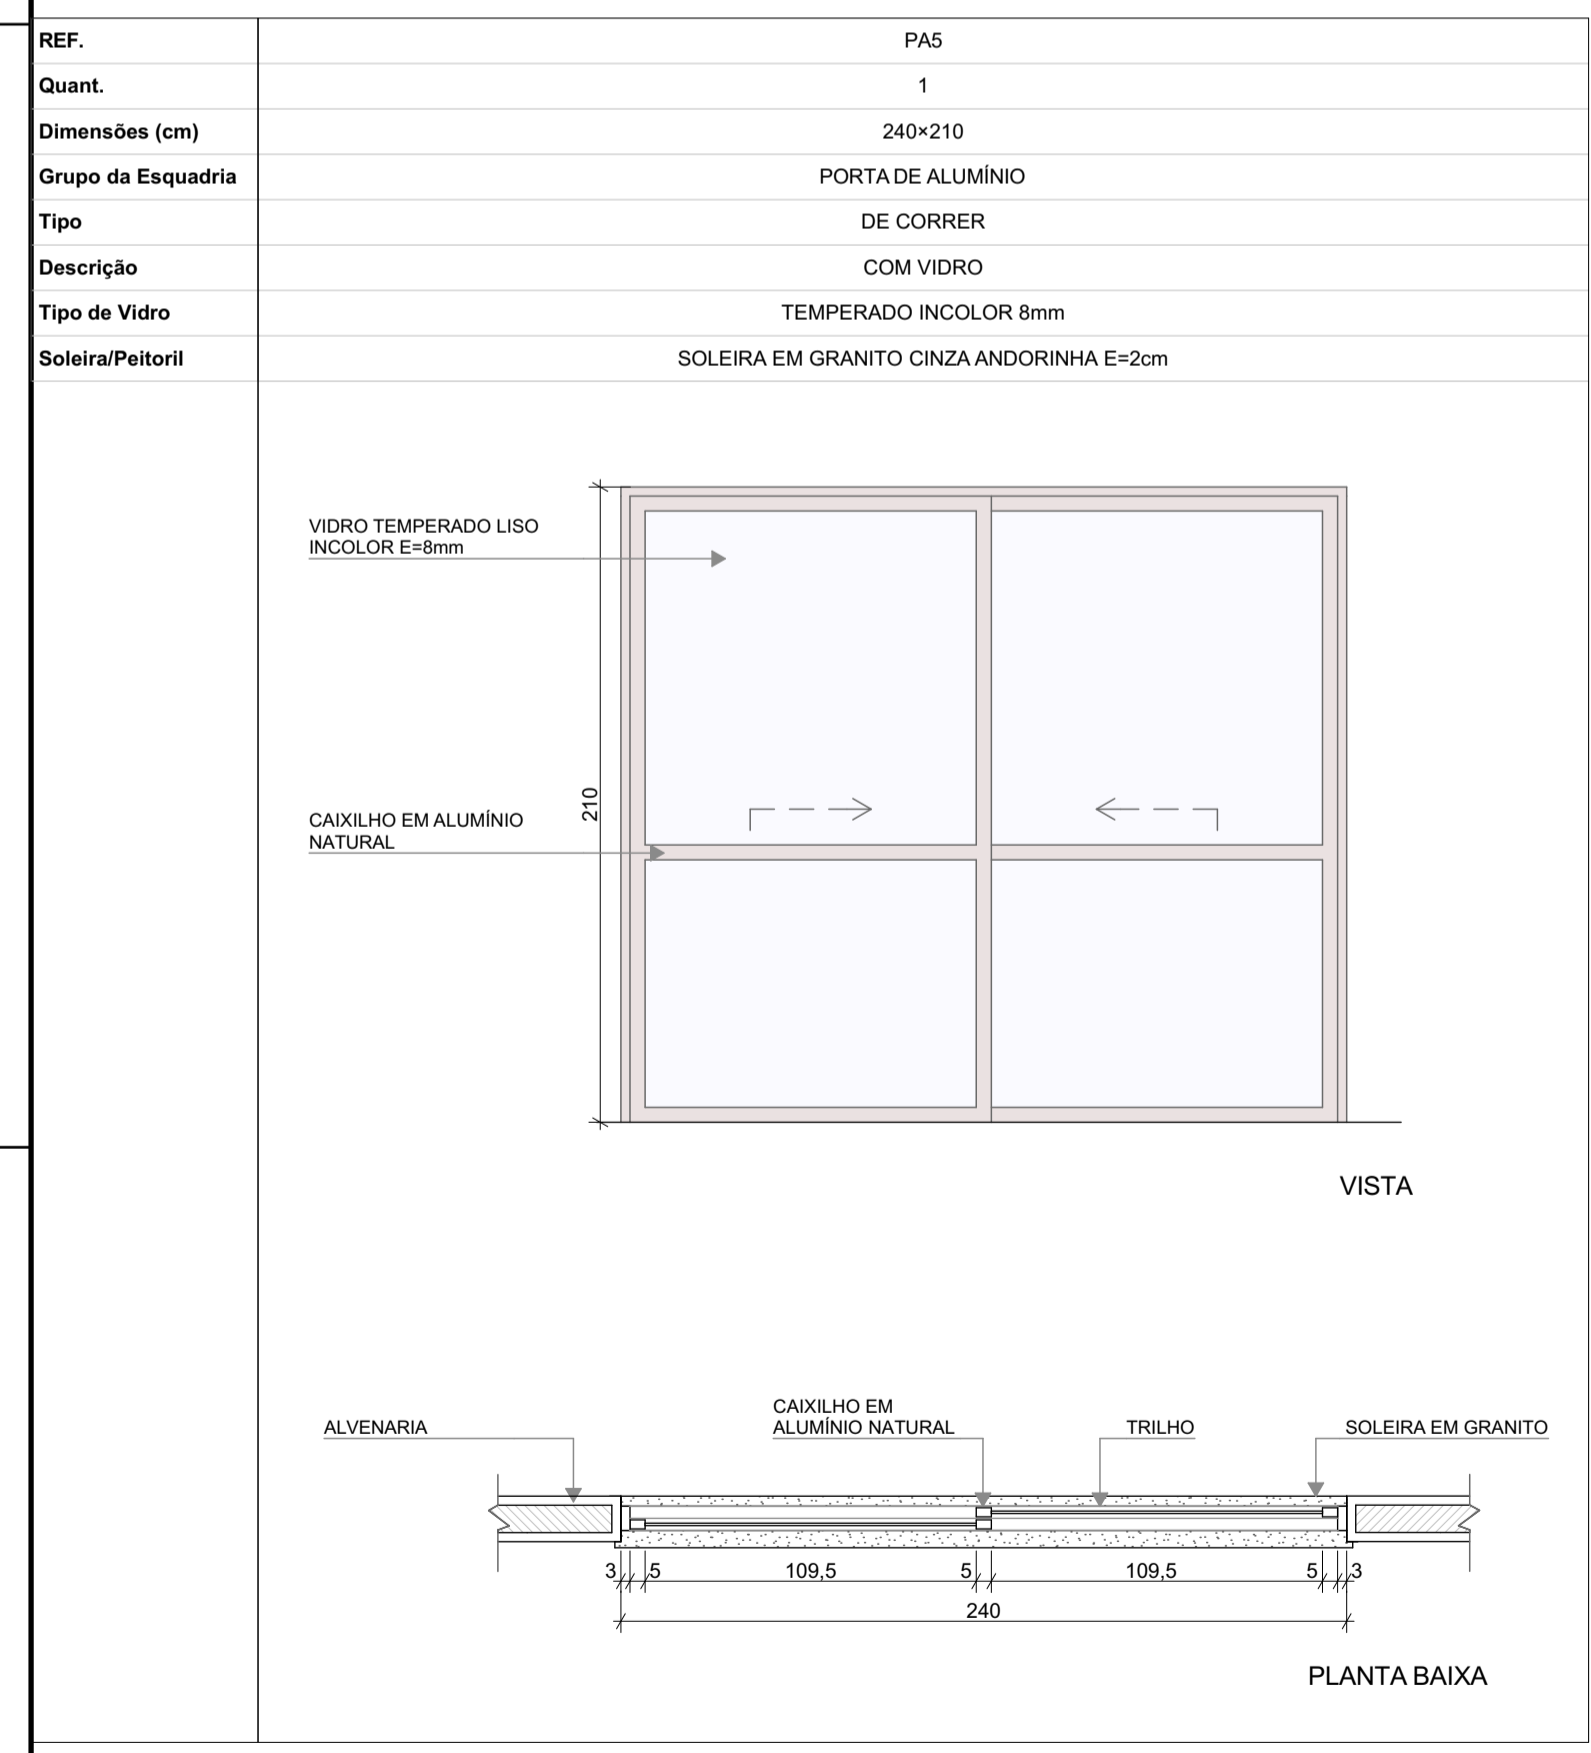 REF. PA5
Quant. 1
Dimensões (cm) 240×210
Grupo da Esquadria PORTA DE ALUMÍNIO
Tipo DE CORRER
Descrição COM VIDRO
Tipo de Vidro TEMPERADO INCOLOR 8mm
Soleira/Peitoril SOLEIRA EM GRANITO CINZA ANDORINHA E=2cm
VIDRO TEMPERADO LISO
INCOLOR E=8mm
210
CAIXILHO EM ALUMÍNIO
NATURAL
VISTA
ALVENARIA
CAIXILHO EM
ALUMÍNIO NATURAL
TRILHO
SOLEIRA EM GRANITO
3 5 109,5 5 109,5 5 3
240
PLANTA BAIXA